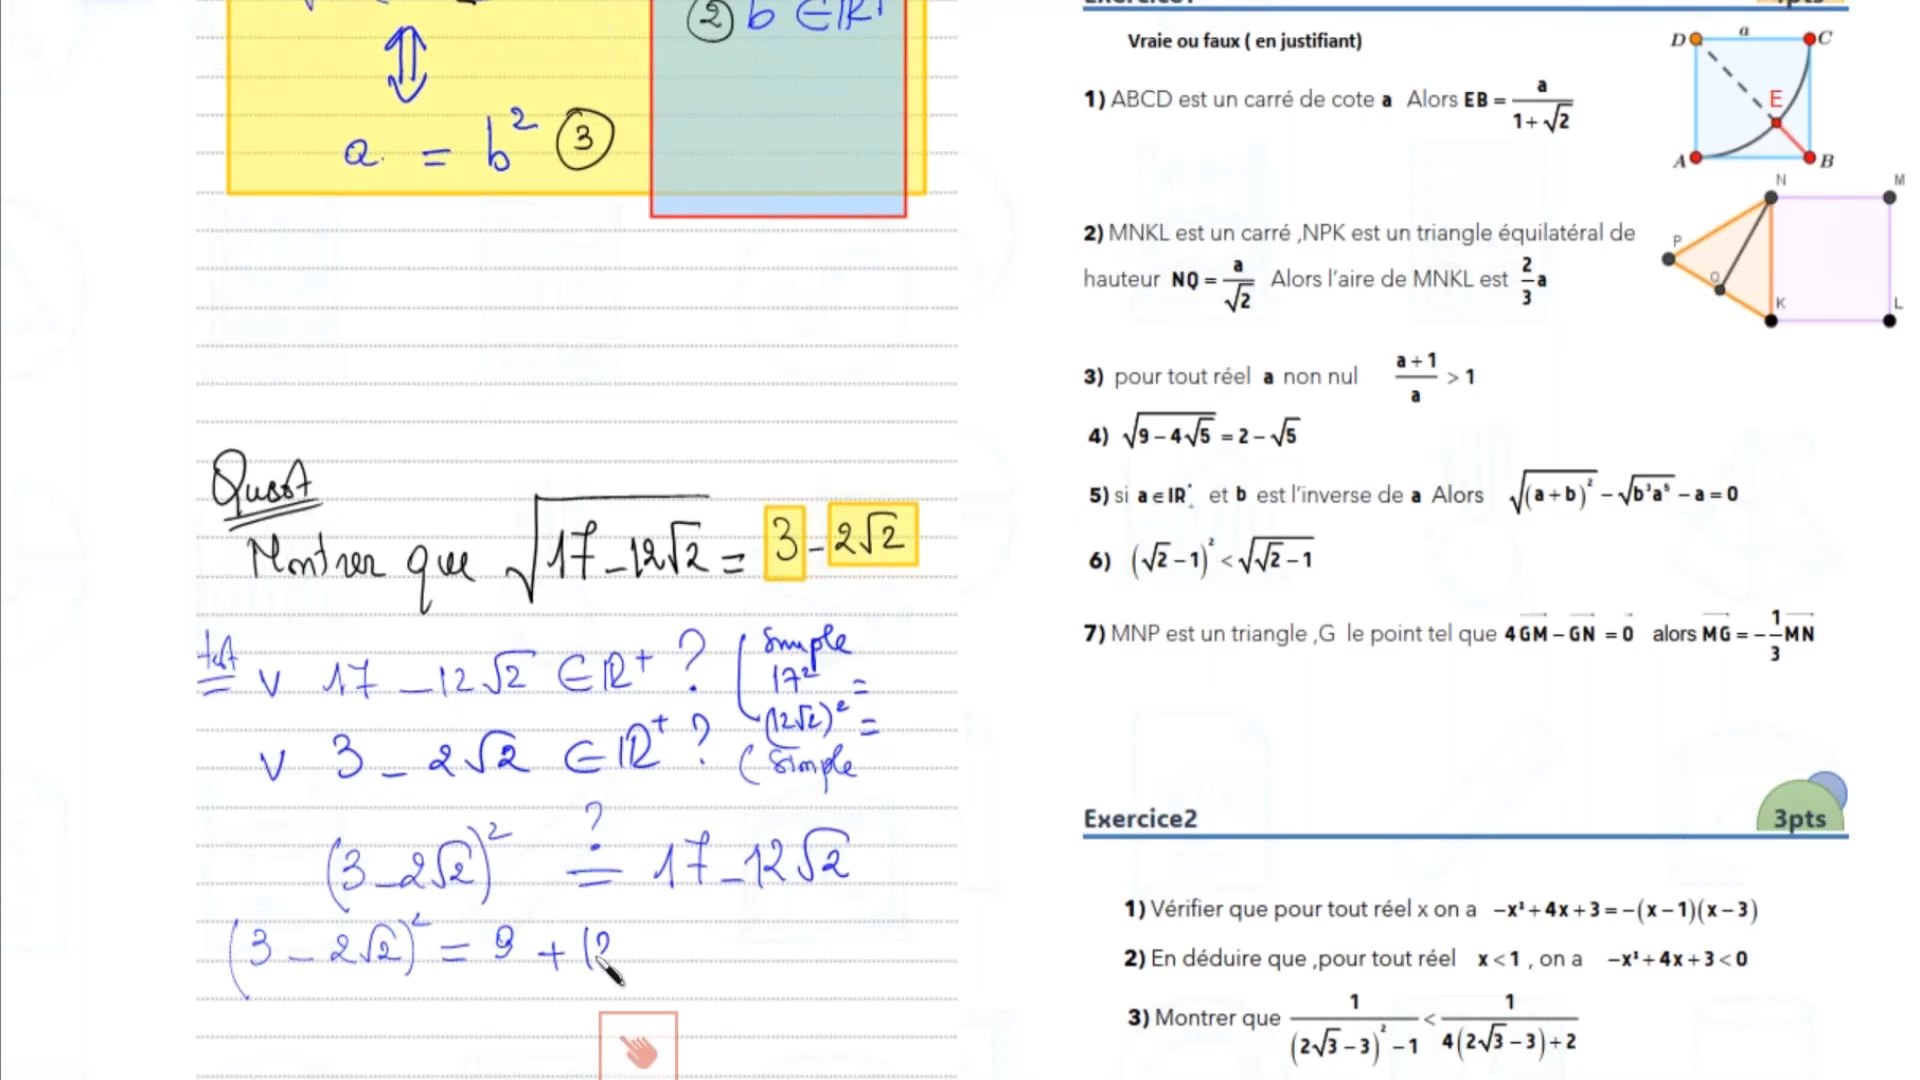 ② b ∈ ℝ⁺
⇕
a = b² ③
Quest
Montrer que √(17 - 12√2) = 3 - 2√2
test
v 17 - 12√2 ∈ ℝ⁺ ? ( Simple
17² =
(12√2)² =
v 3 - 2√2 ∈ ℝ⁺ ? ( Simple
?
(3 - 2√2)² = 17 - 12√2
(3 - 2√2)² = 9 +
Vraie ou faux ( en justifiant)
1) ABCD est un carré de cote a Alors EB = a/(1+√2)
D a C
E
A B
2) MNKL est un carré ,NPK est un triangle équilatéral de
hauteur NQ = a/√2 Alors l'aire de MNKL est 2/3 a
N M
P
Q
K L
3) pour tout réel a non nul (a+1)/a > 1
4) √(9 - 4√5) = 2 - √5
5) si a ∈ IR*₊ et b est l'inverse de a Alors √((a+b)²) - √(b³a⁵) - a = 0
6) (√2 - 1)² < √(√2 - 1)
7) MNP est un triangle ,G le point tel que 4GM - GN = 0 alors MG = - 1/3 MN
Exercice2 3pts
1) Vérifier que pour tout réel x on a -x² + 4x + 3 = -(x - 1)(x - 3)
2) En déduire que ,pour tout réel x < 1 , on a -x² + 4x + 3 < 0
3) Montrer que 1/((2√3 - 3)² - 1) < 1/(4(2√3 - 3) + 2)